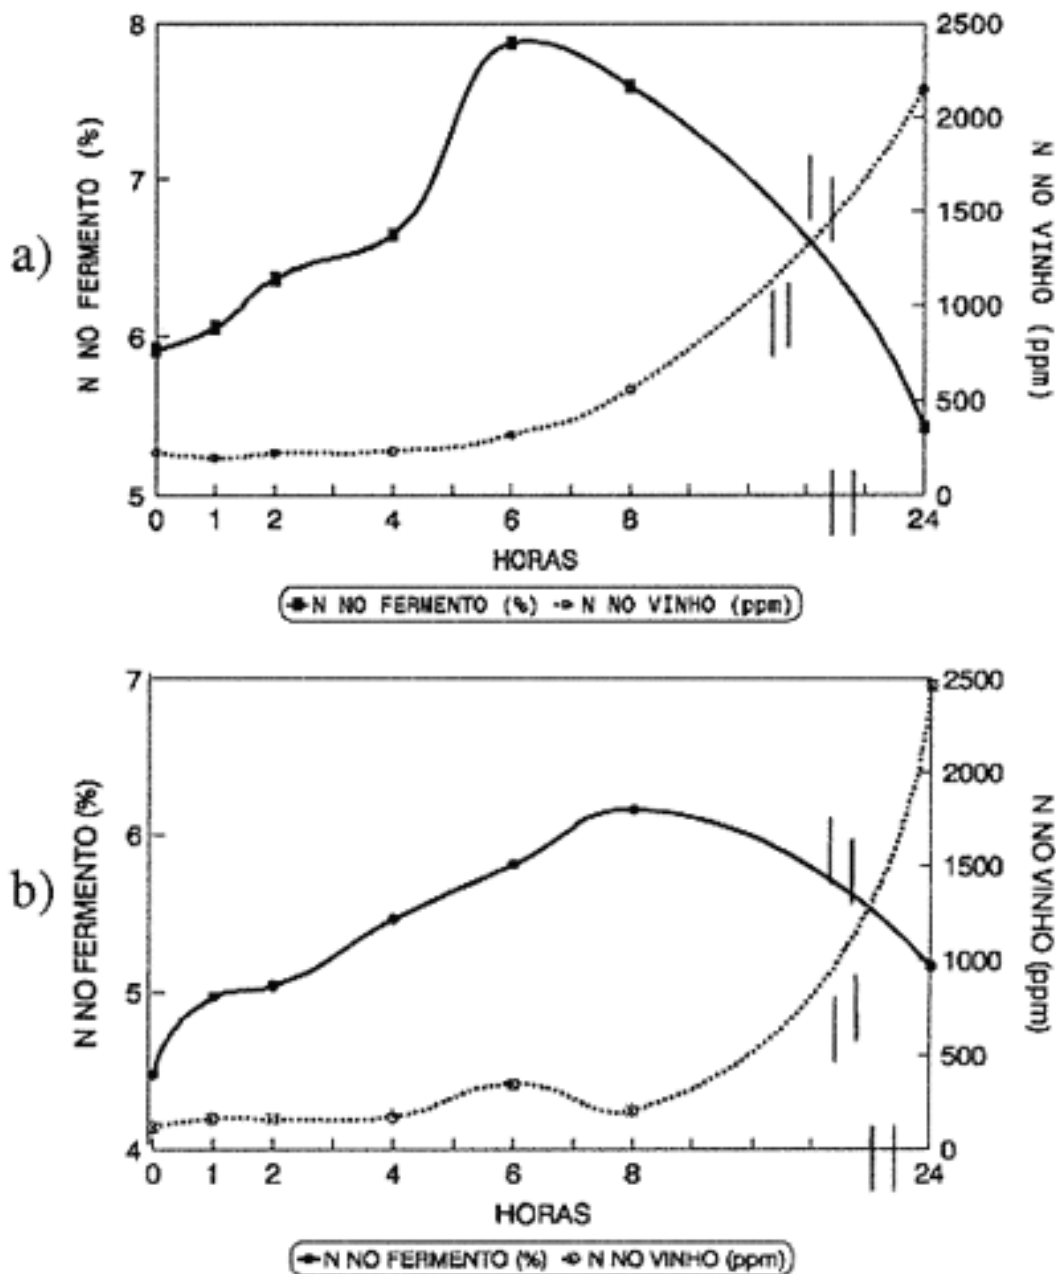 a)
N NO FERMENTO (%)
8
7
6
5
2500
2000
1500
1000
500
0
N NO VINHO (ppm)
0 1 2 4 6 8 24
HORAS
N NO FERMENTO (%) N NO VINHO (ppm)
b)
N NO FERMENTO (%)
7
6
5
4
2500
2000
1500
1000
500
0
N NO VINHO (ppm)
0 1 2 4 6 8 24
HORAS
N NO FERMENTO (%) N NO VINHO (ppm)